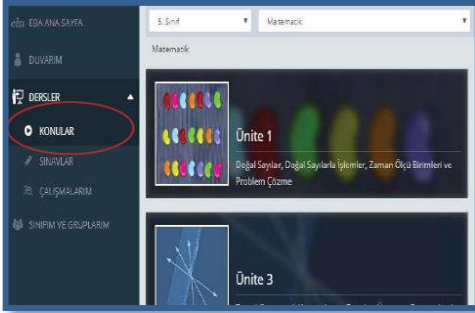 eba EBA ANA SAYFA
DUVARIM
DERSLER
KONULAR
SINAVLAR
ÇALIŞMALARIM
SINIFIM VE GRUPLARIM
5. Sınıf
Matematik
Matematik
Ünite 1
Doğal Sayılar, Doğal Sayılarla İşlemler, Zaman Ölçü Birimleri ve
Problem Çözme
Ünite 3